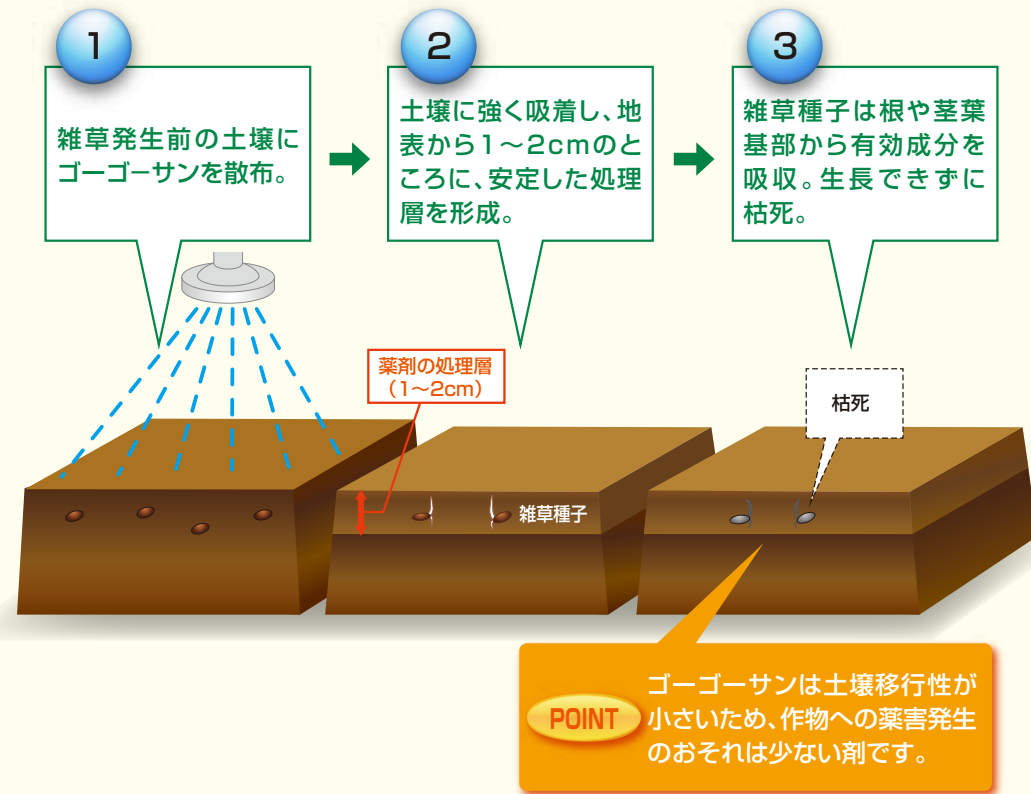 1
雑草発生前の土壌に
ゴーゴーサンを散布。
2
土壌に強く吸着し、地
表から1〜2cmのと
ころに、安定した処理
層を形成。
3
雑草種子は根や茎葉
基部から有効成分を
吸収。生長できずに
枯死。
薬剤の処理層
（1〜2cm）
雑草種子
枯死
POINT
ゴーゴーサンは土壌移行性が
小さいため、作物への薬害発生
のおそれは少ない剤です。